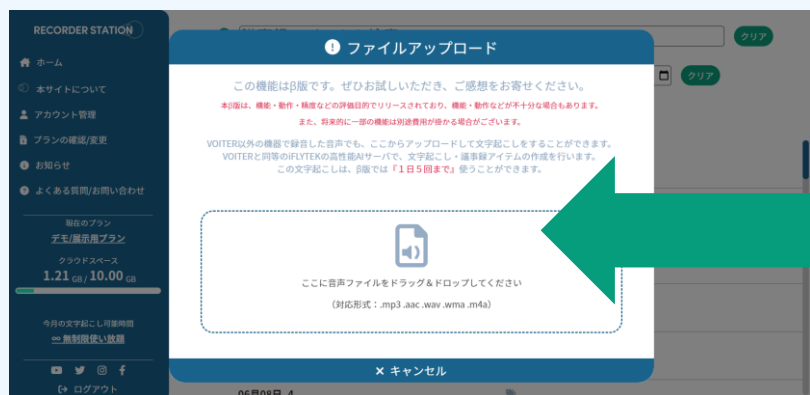 RECORDER STATION
ホーム
本サイトについて
アカウント管理
プランの確認/変更
お知らせ
よくある質問/お問い合わせ
現在のプラン
デモ/展示用プラン
クラウドスペース
1.21 GB / 10.00 GB
今月の文字起こし可能時間
∞ 無制限使い放題
ログアウト
クリア
クリア
ファイルアップロード
この機能はβ版です。ぜひお試しいただき、ご感想をお寄せください。
本β版は、機能・動作・精度などの評価目的でリリースされており、機能・動作などが不十分な場合もあります。
また、将来的に一部の機能は別途費用が掛かる場合がございます。
VOITER以外の機器で録音した音声でも、ここからアップロードして文字起こしをすることができます。
VOITERと同等のiFLYTEKの高性能AIサーバで、文字起こし・議事録アイテムの作成を行います。
この文字起こしは、β版では『1日5回まで』使うことができます。
ここに音声ファイルをドラッグ&ドロップしてください
（対応形式：.mp3 .aac .wav .wma .m4a）
× キャンセル
06月08日_4